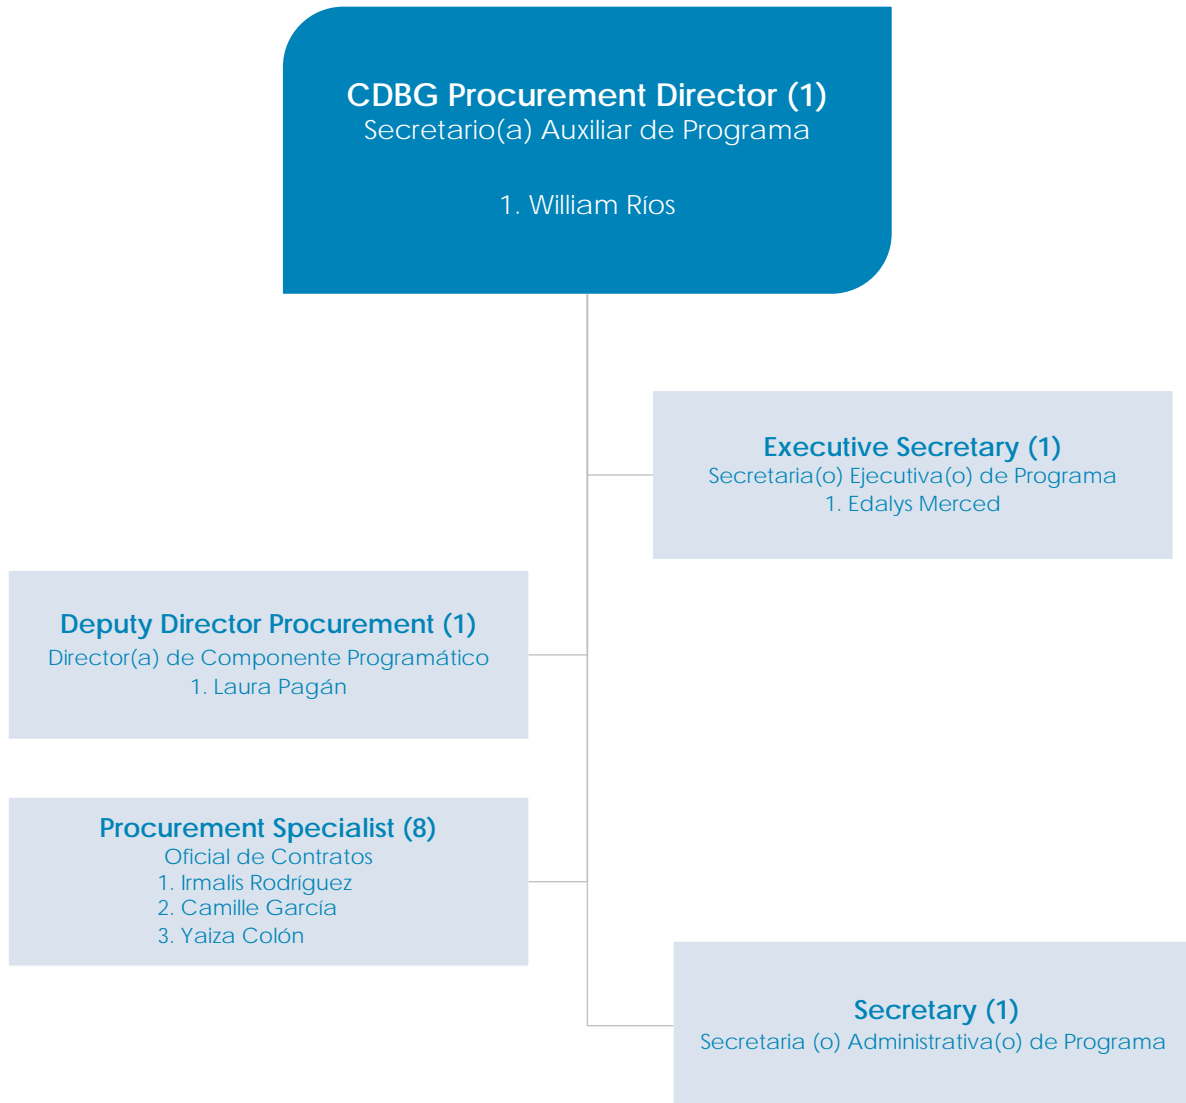 CDBG Procurement Director (1)
Secretario(a) Auxiliar de Programa
1. William Ríos
Executive Secretary (1)
Secretaria(o) Ejecutiva(o) de Programa
1. Edalys Merced
Deputy Director Procurement (1)
Director(a) de Componente Programático
1. Laura Pagán
Procurement Specialist (8)
Oficial de Contratos
1. Irmalis Rodríguez
2. Camille García
3. Yaiza Colón
Secretary (1)
Secretaria (o) Administrativa(o) de Programa